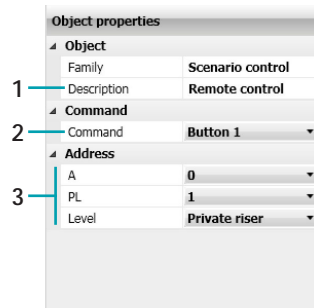 Object properties
Object
Family Scenario control
1 Description Remote control
Command
2 Command Button 1
Address
A 0
3 PL 1
Level Private riser